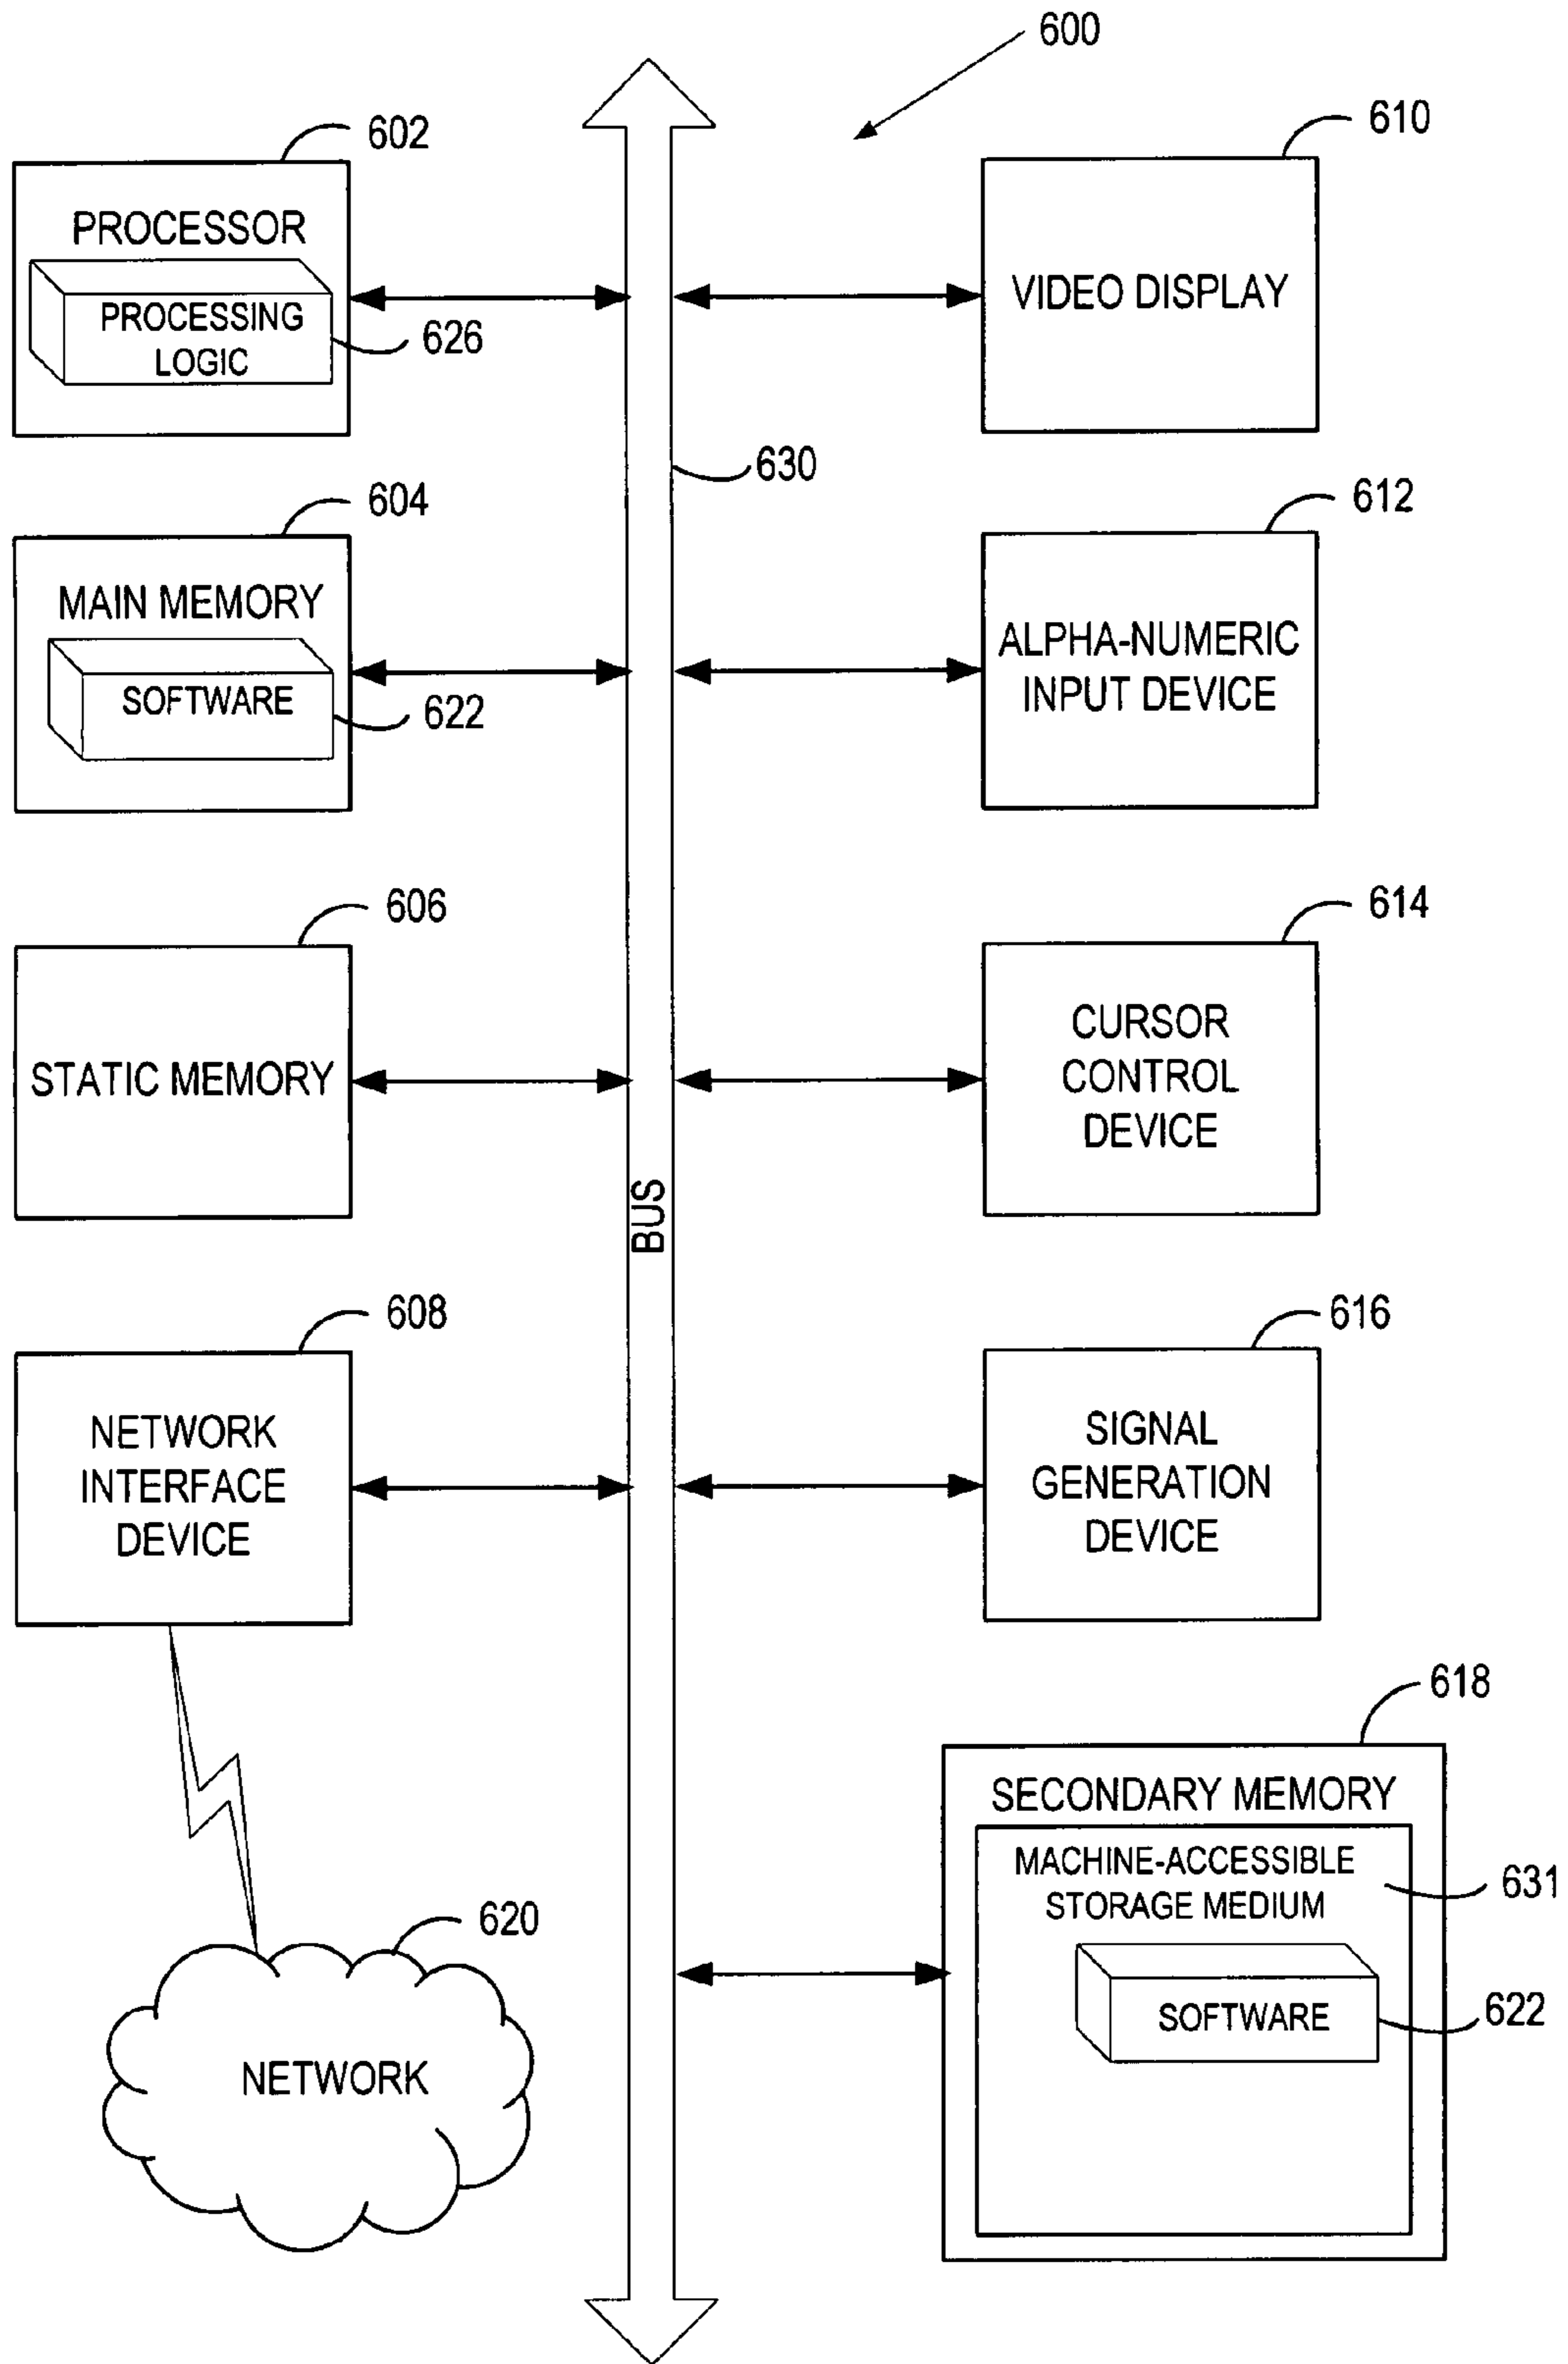 600
602
PROCESSOR
PROCESSING
LOGIC
626
610
VIDEO DISPLAY
630
604
MAIN MEMORY
SOFTWARE
622
612
ALPHA-NUMERIC
INPUT DEVICE
606
STATIC MEMORY
614
CURSOR
CONTROL
DEVICE
BUS
608
NETWORK
INTERFACE
DEVICE
616
SIGNAL
GENERATION
DEVICE
618
SECONDARY MEMORY
MACHINE-ACCESSIBLE
STORAGE MEDIUM
631
SOFTWARE
622
620
NETWORK